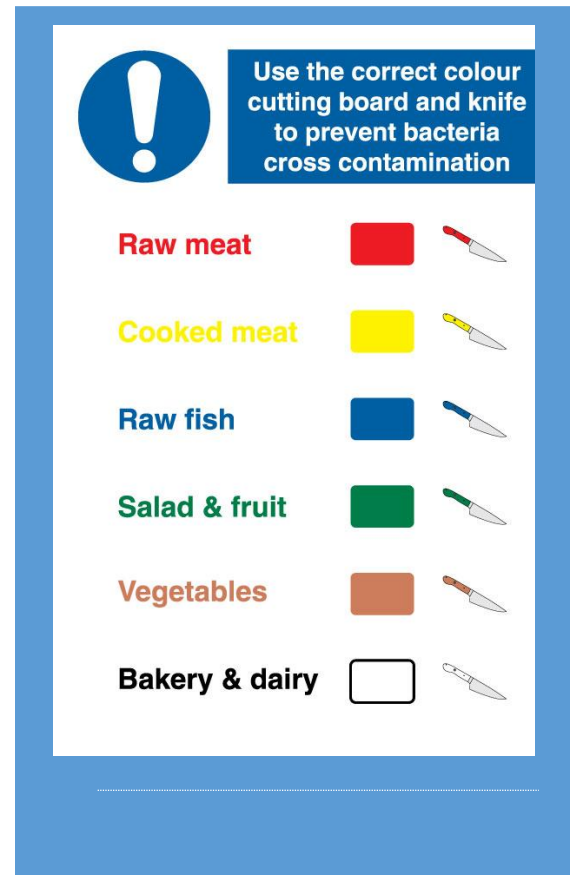 Use the correct colour
cutting board and knife
to prevent bacteria
cross contamination
Raw meat
Cooked meat
Raw fish
Salad & fruit
Vegetables
Bakery & dairy